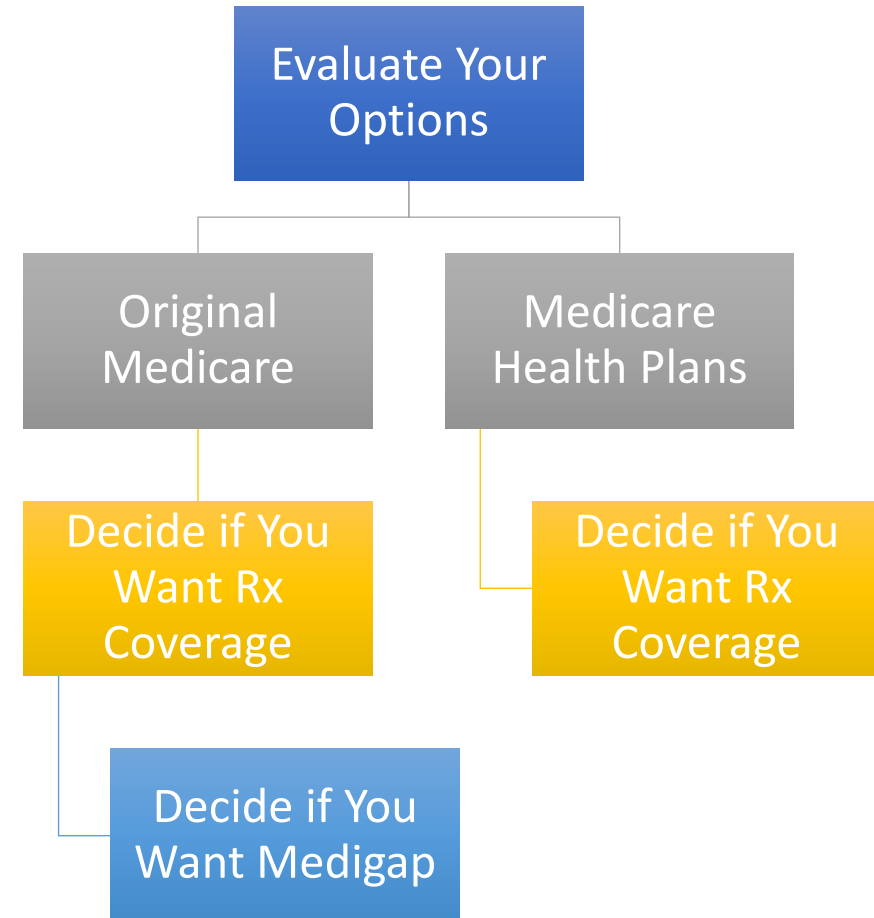 Evaluate Your
Options
Original
Medicare
Medicare
Health Plans
Decide if You
Want Rx
Coverage
Decide if You
Want Rx
Coverage
Decide if You
Want Medigap